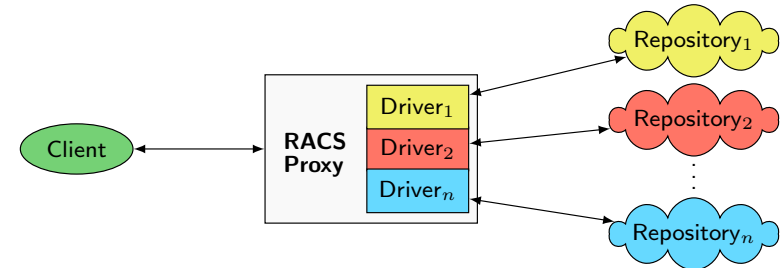 Client
RACS
Proxy
Driver₁
Driver₂
Driverₙ
Repository₁
Repository₂
Repositoryₙ